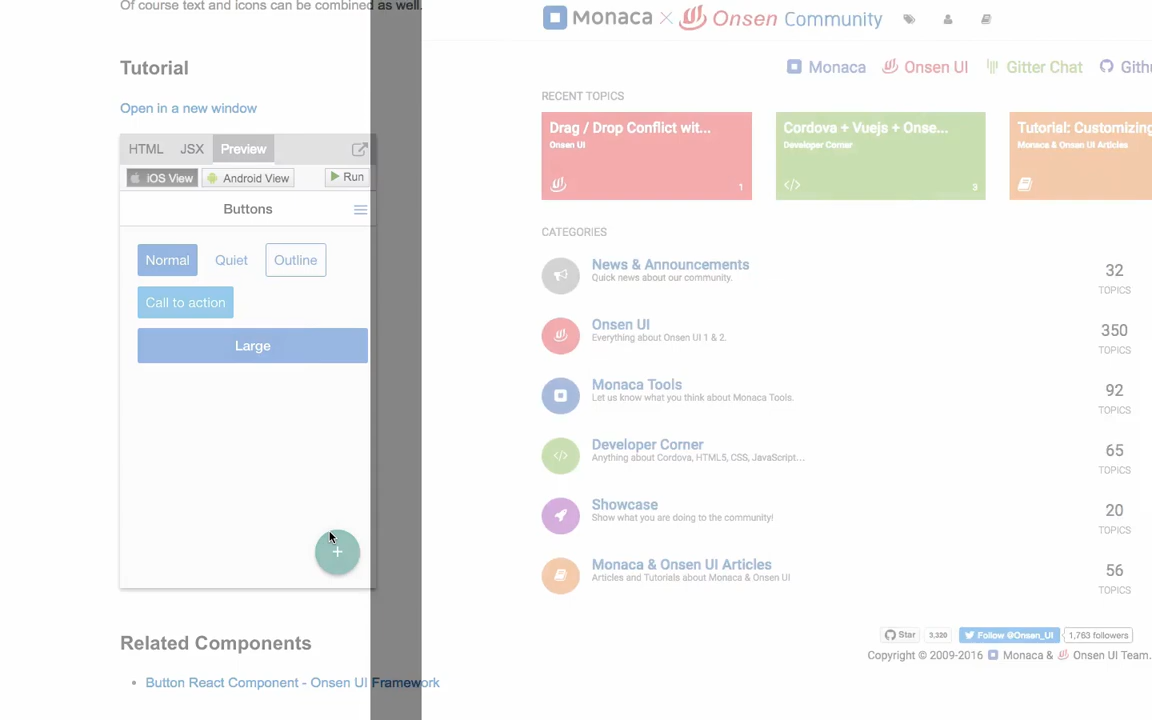 Of course text and icons can be combined as well.
Tutorial
Open in a new window
HTML JSX Preview
iOS View Android View Run
Buttons
Normal Quiet Outline
Call to action
Large
+
Related Components
Button React Component - Onsen UI Framework
Monaca × Onsen Community
Monaca Onsen UI Gitter Chat Githu
RECENT TOPICS
Drag / Drop Conflict wit...
Onsen UI
1
Cordova + Vuejs + Onse...
Developer Corner
</> 3
Tutorial: Customizing
Monaca & Onsen UI Articles
CATEGORIES
News & Announcements
Quick news about our community.
32
TOPICS
Onsen UI
Everything about Onsen UI 1 & 2.
350
TOPICS
Monaca Tools
Let us know what you think about Monaca Tools.
92
TOPICS
Developer Corner
Anything about Cordova, HTML5, CSS, JavaScript...
65
TOPICS
Showcase
Show what you are doing to the community!
20
TOPICS
Monaca & Onsen UI Articles
Articles and Tutorials about Monaca & Onsen UI
56
TOPICS
Star 3,320 Follow @Onsen_UI 1,763 followers
Copyright © 2009-2016 Monaca & Onsen UI Team.